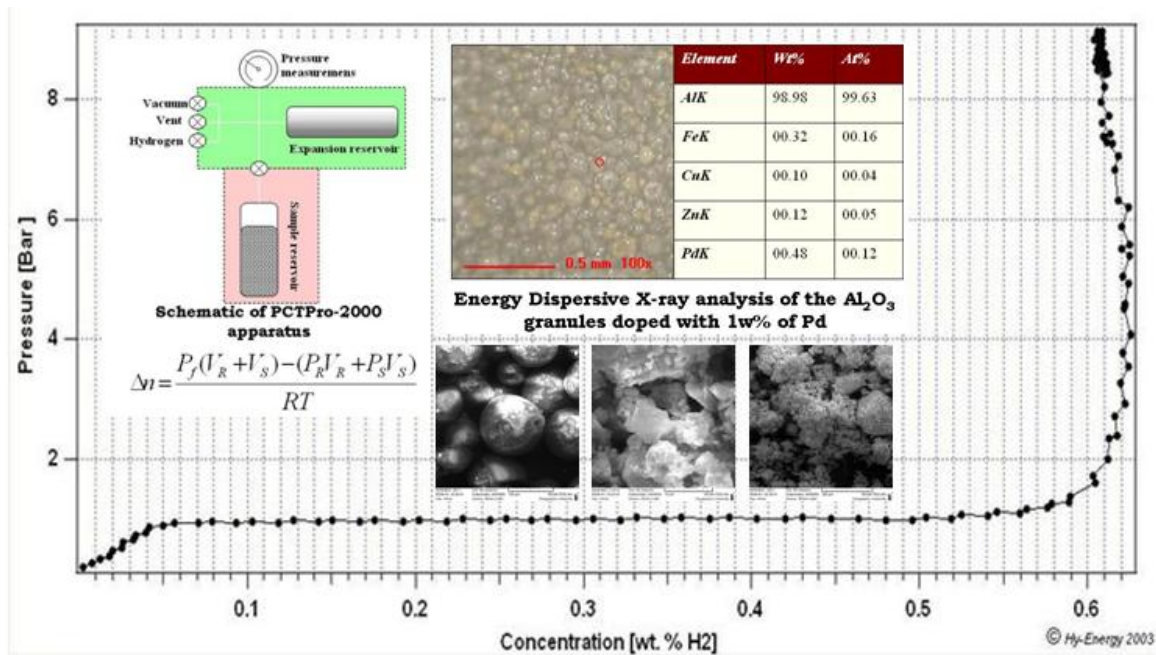 Pressure measuremens
Vacuum
Vent
Hydrogen
Expansion reservoir
Sample reservoir
Schematic of PCTPro-2000
apparatus
Δn = P_f(V_R + V_S) − (P_R V_R + P_S V_S) / RT
0.5 mm 100x
Element Wt% At%
AlK 98.98 99.63
FeK 00.32 00.16
CuK 00.10 00.04
ZnK 00.12 00.05
PdK 00.48 00.12
Energy Dispersive X-ray analysis of the Al₂O₃
granules doped with 1w% of Pd
Pressure [Bar]
8
6
4
2
0.1 0.2 0.3 0.4 0.5 0.6
Concentration [wt. % H2]
© Hy-Energy 2003